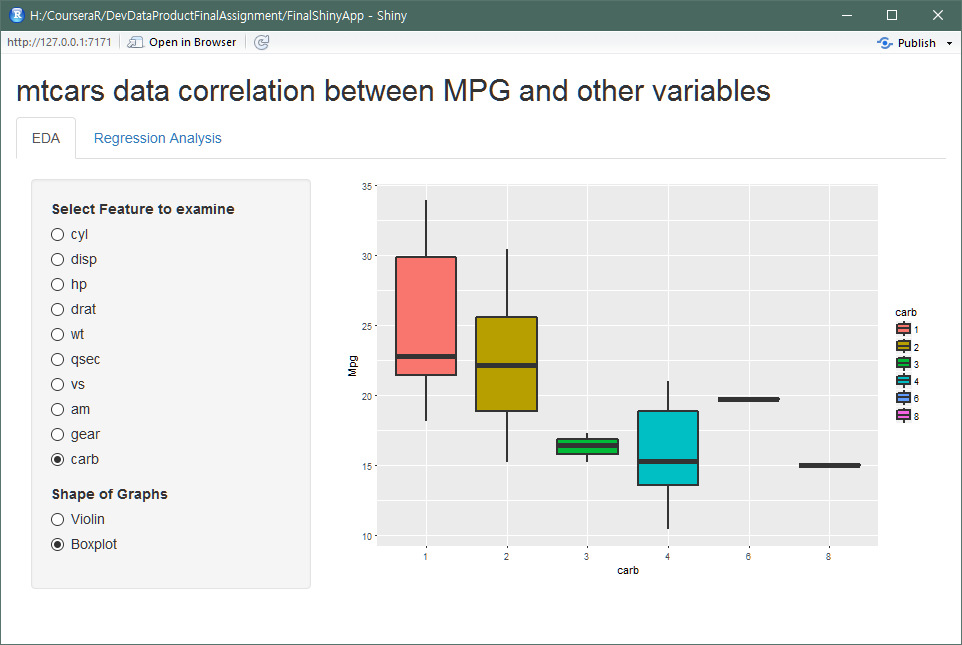 H:/CourseraR/DevDataProductFinalAssignment/FinalShinyApp - Shiny
http://127.0.0.1:7171 Open in Browser Publish
mtcars data correlation between MPG and other variables
EDA Regression Analysis
Select Feature to examine
cyl
disp
hp
drat
wt
qsec
vs
am
gear
carb
Shape of Graphs
Violin
Boxplot
35
30
25
20
15
10
Mpg
1 2 3 4 6 8
carb
carb
1
2
3
4
6
8